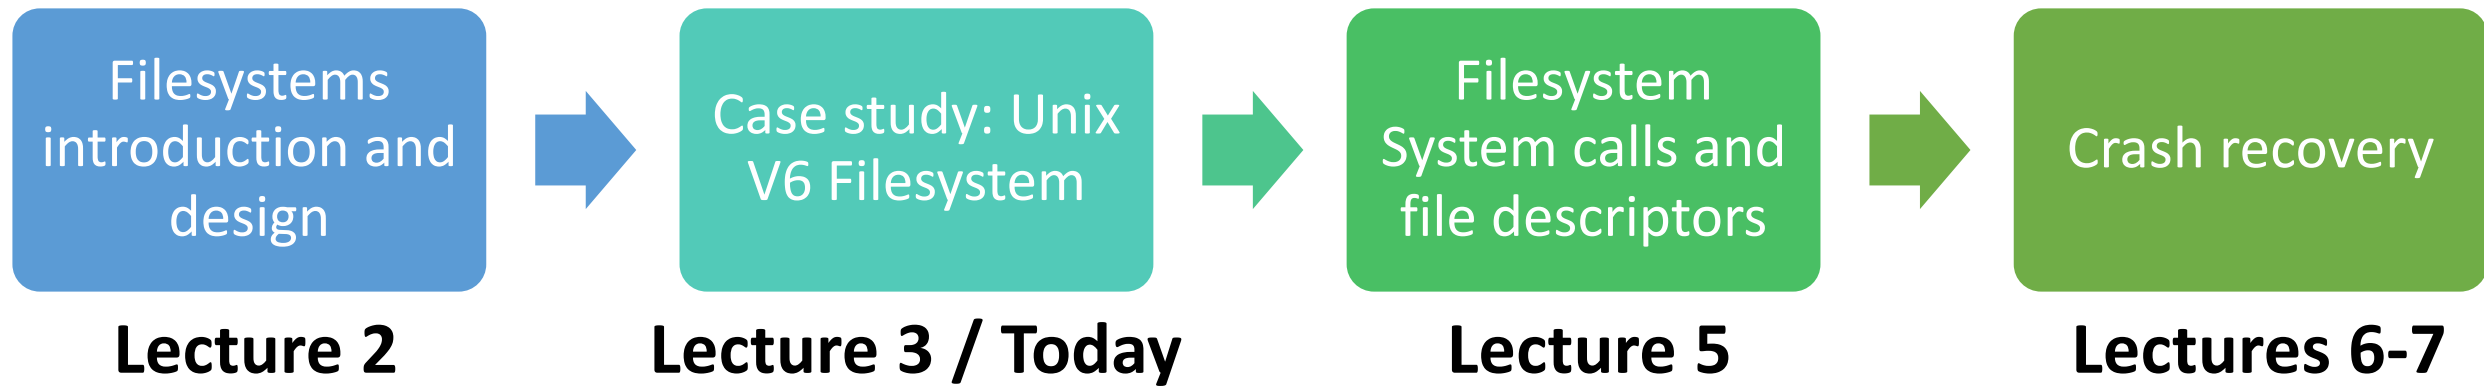 Filesystems
introduction and
design
Lecture 2
Case study: Unix
V6 Filesystem
Lecture 3 / Today
Filesystem
System calls and
file descriptors
Lecture 5
Crash recovery
Lectures 6-7